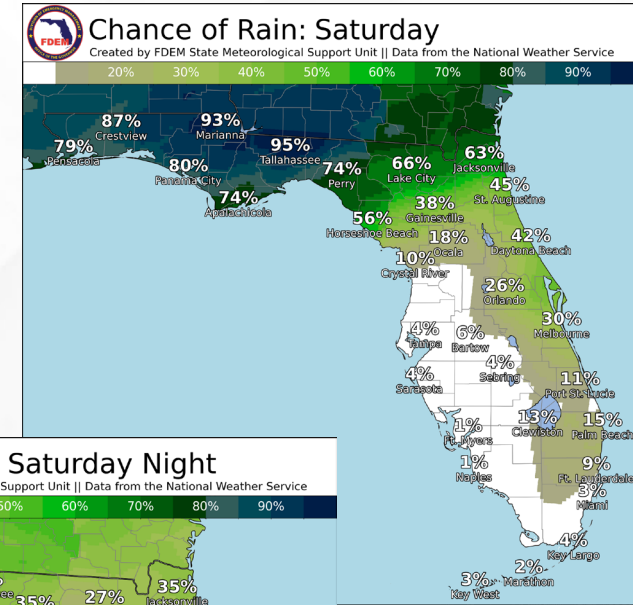 FDEM
Chance of Rain: Saturday
Created by FDEM State Meteorological Support Unit || Data from the National Weather Service
20% 30% 40% 50% 60% 70% 80% 90%
87%
Crestview
93%
Marianna
79%
Pensacola
95%
Tallahassee
80%
Panama City
74%
Perry
66%
Lake City
63%
Jacksonville
74%
Apalachicola
45%
St. Augustine
38%
Gainesville
56%
Horseshoe Beach
18%
Ocala
42%
Daytona Beach
10%
Crystal River
26%
Orlando
30%
Melbourne
4%
Tampa
6%
Bartow
4%
Sebring
4%
Sarasota
11%
Port St. Lucie
13%
Clewiston
15%
Palm Beach
1%
Ft. Myers
1%
Naples
9%
Ft. Lauderdale
3%
Miami
4%
Key Largo
2%
Marathon
3%
Key West
Saturday Night
Support Unit || Data from the National Weather Service
50% 60% 70% 80% 90%
35%
27%
35%
Jacksonville